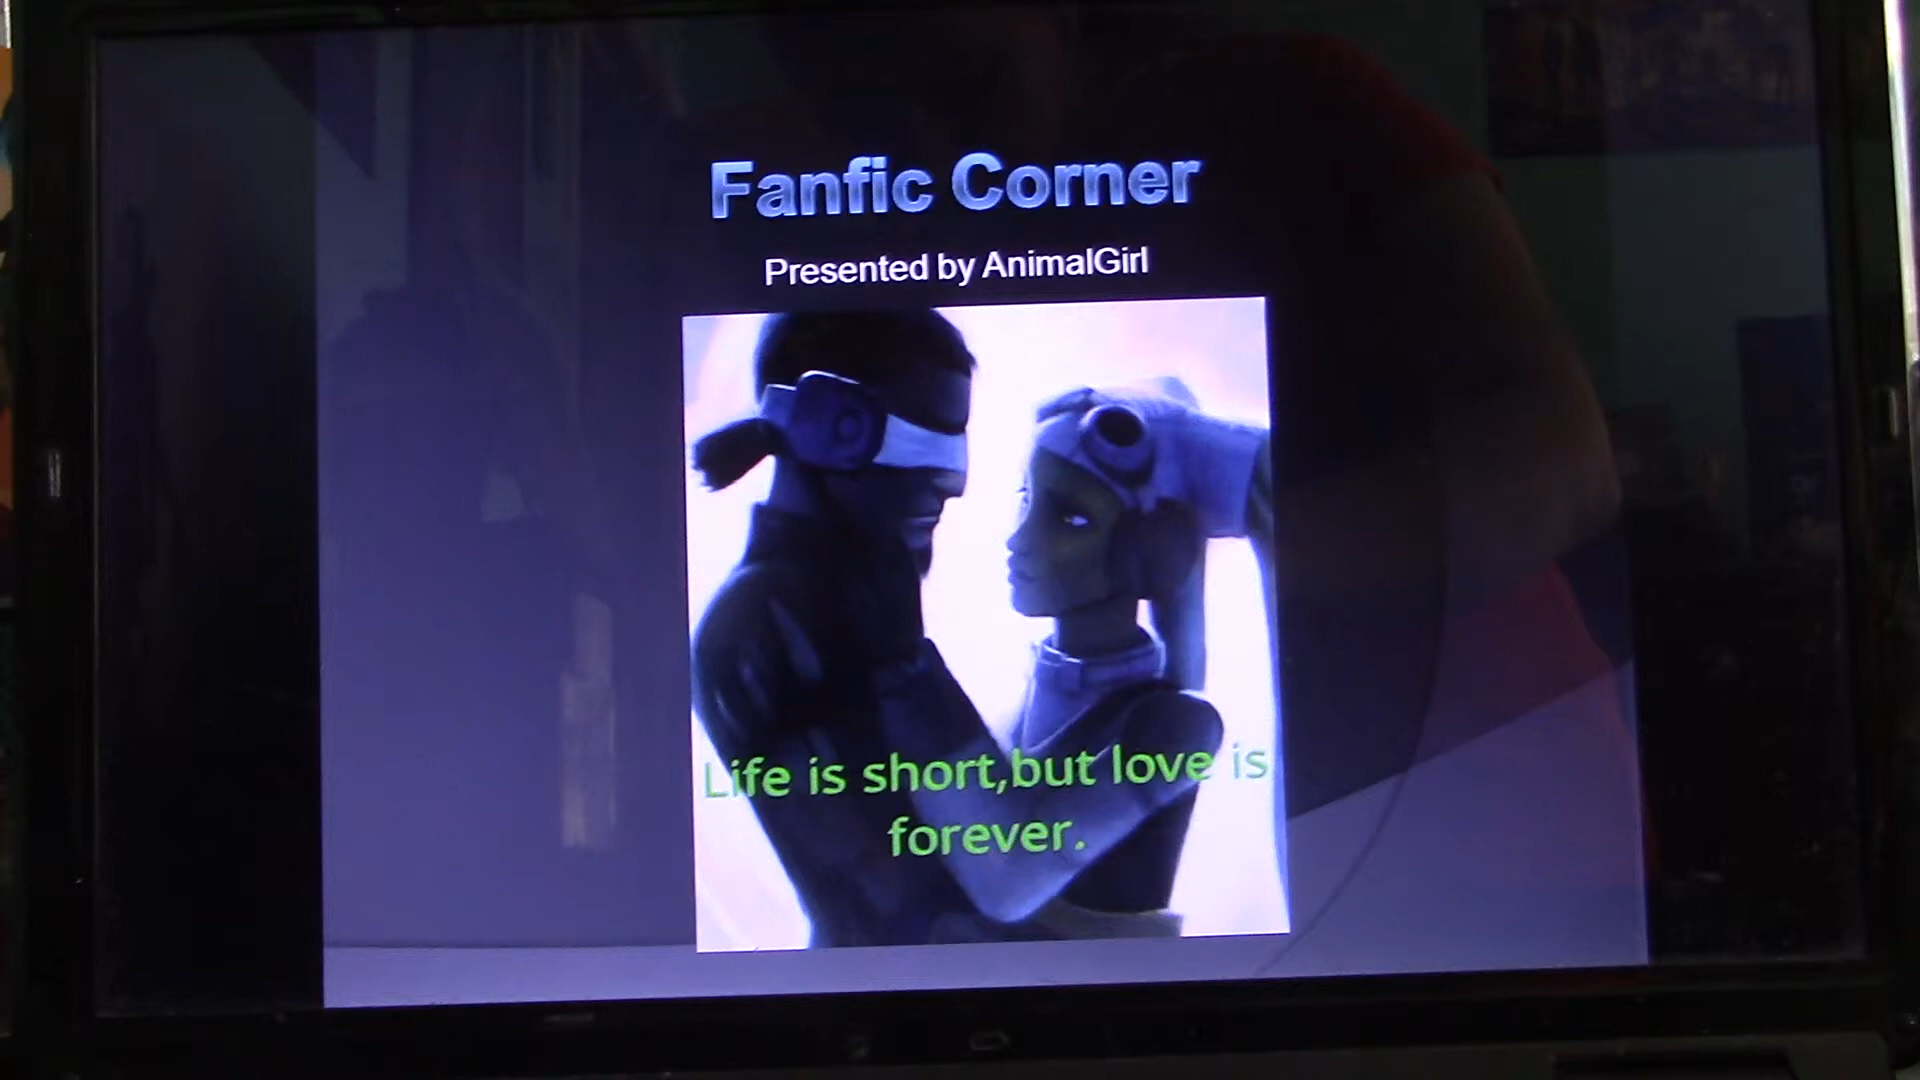 Fanfic Corner
Presented by AnimalGirl
Life is short,but love is
forever.